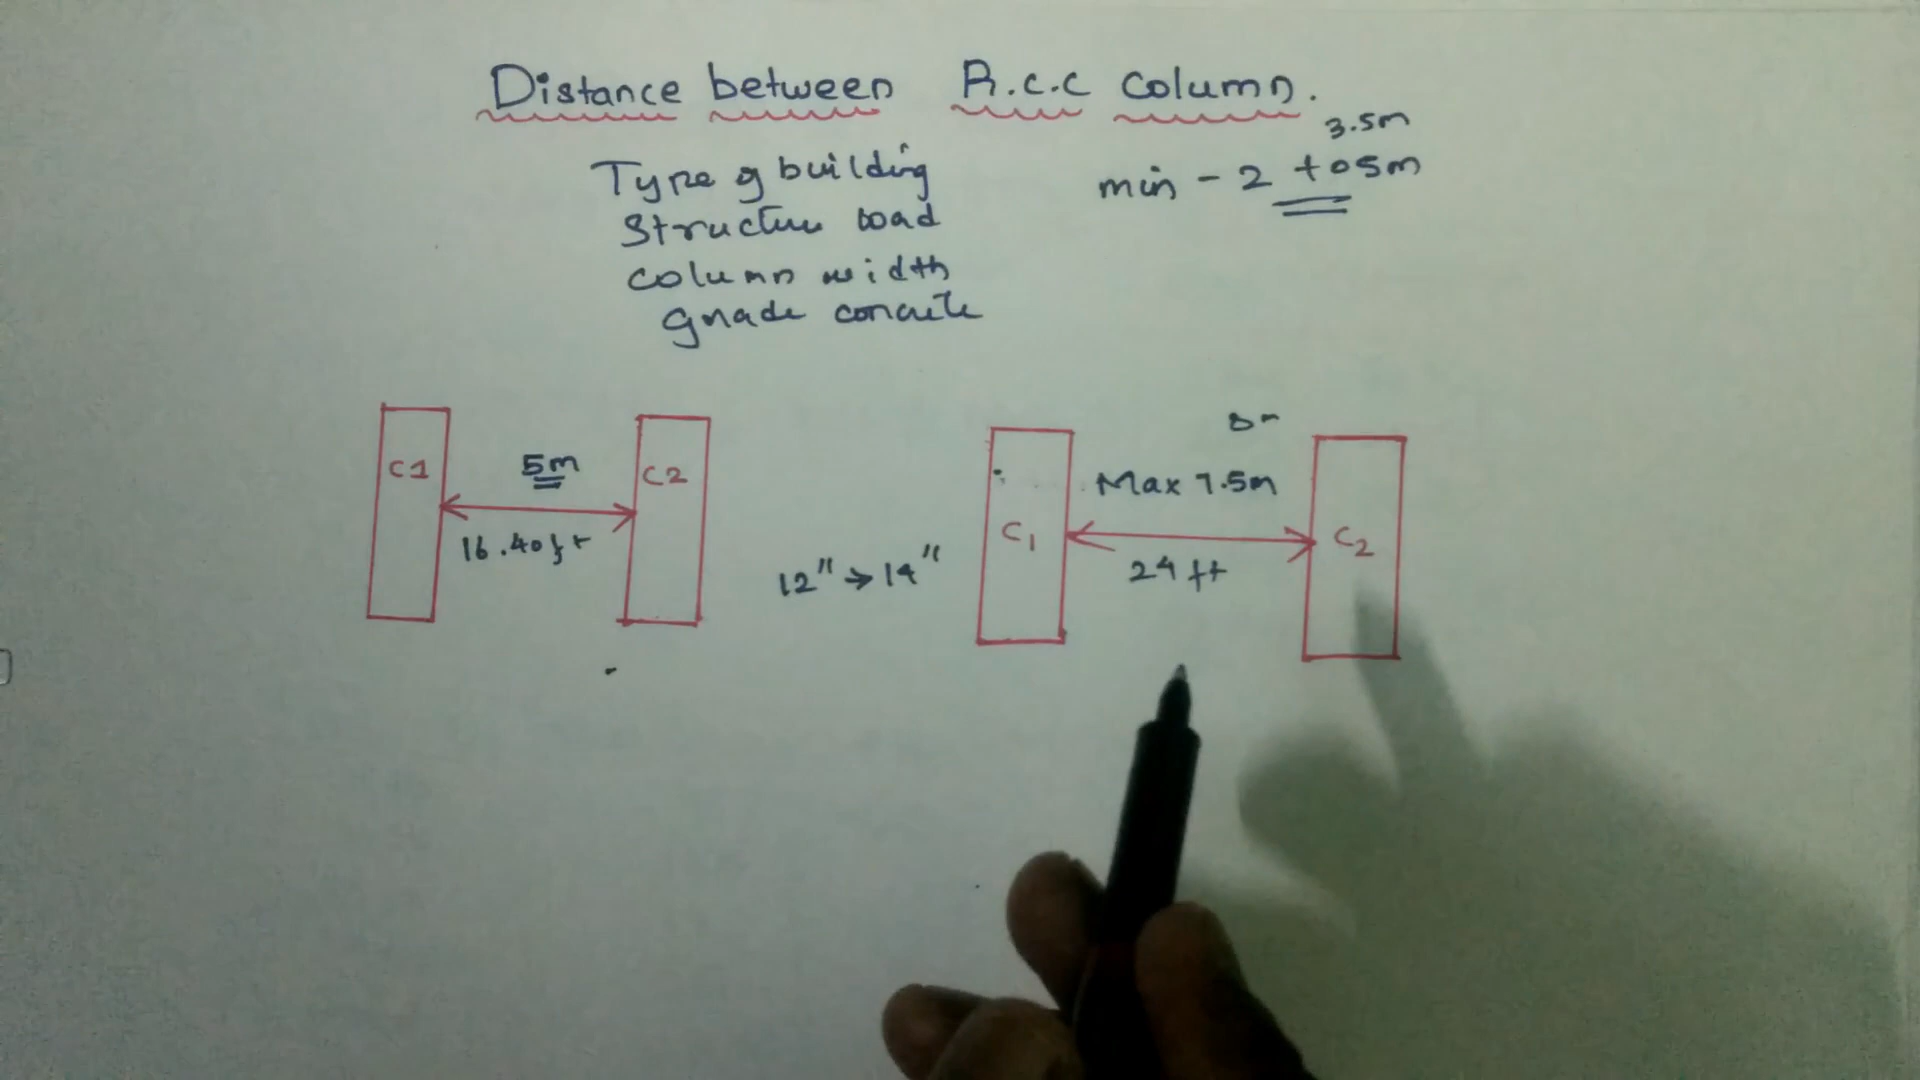 Distance between R.C.C column.
3.5m
Type of building
min - 2 to 5m
Structure load
column width
grade concrete
8m
C1
5m
C2
Max 7.5m
16.40ft
C1
C2
12" → 14"
24 ft